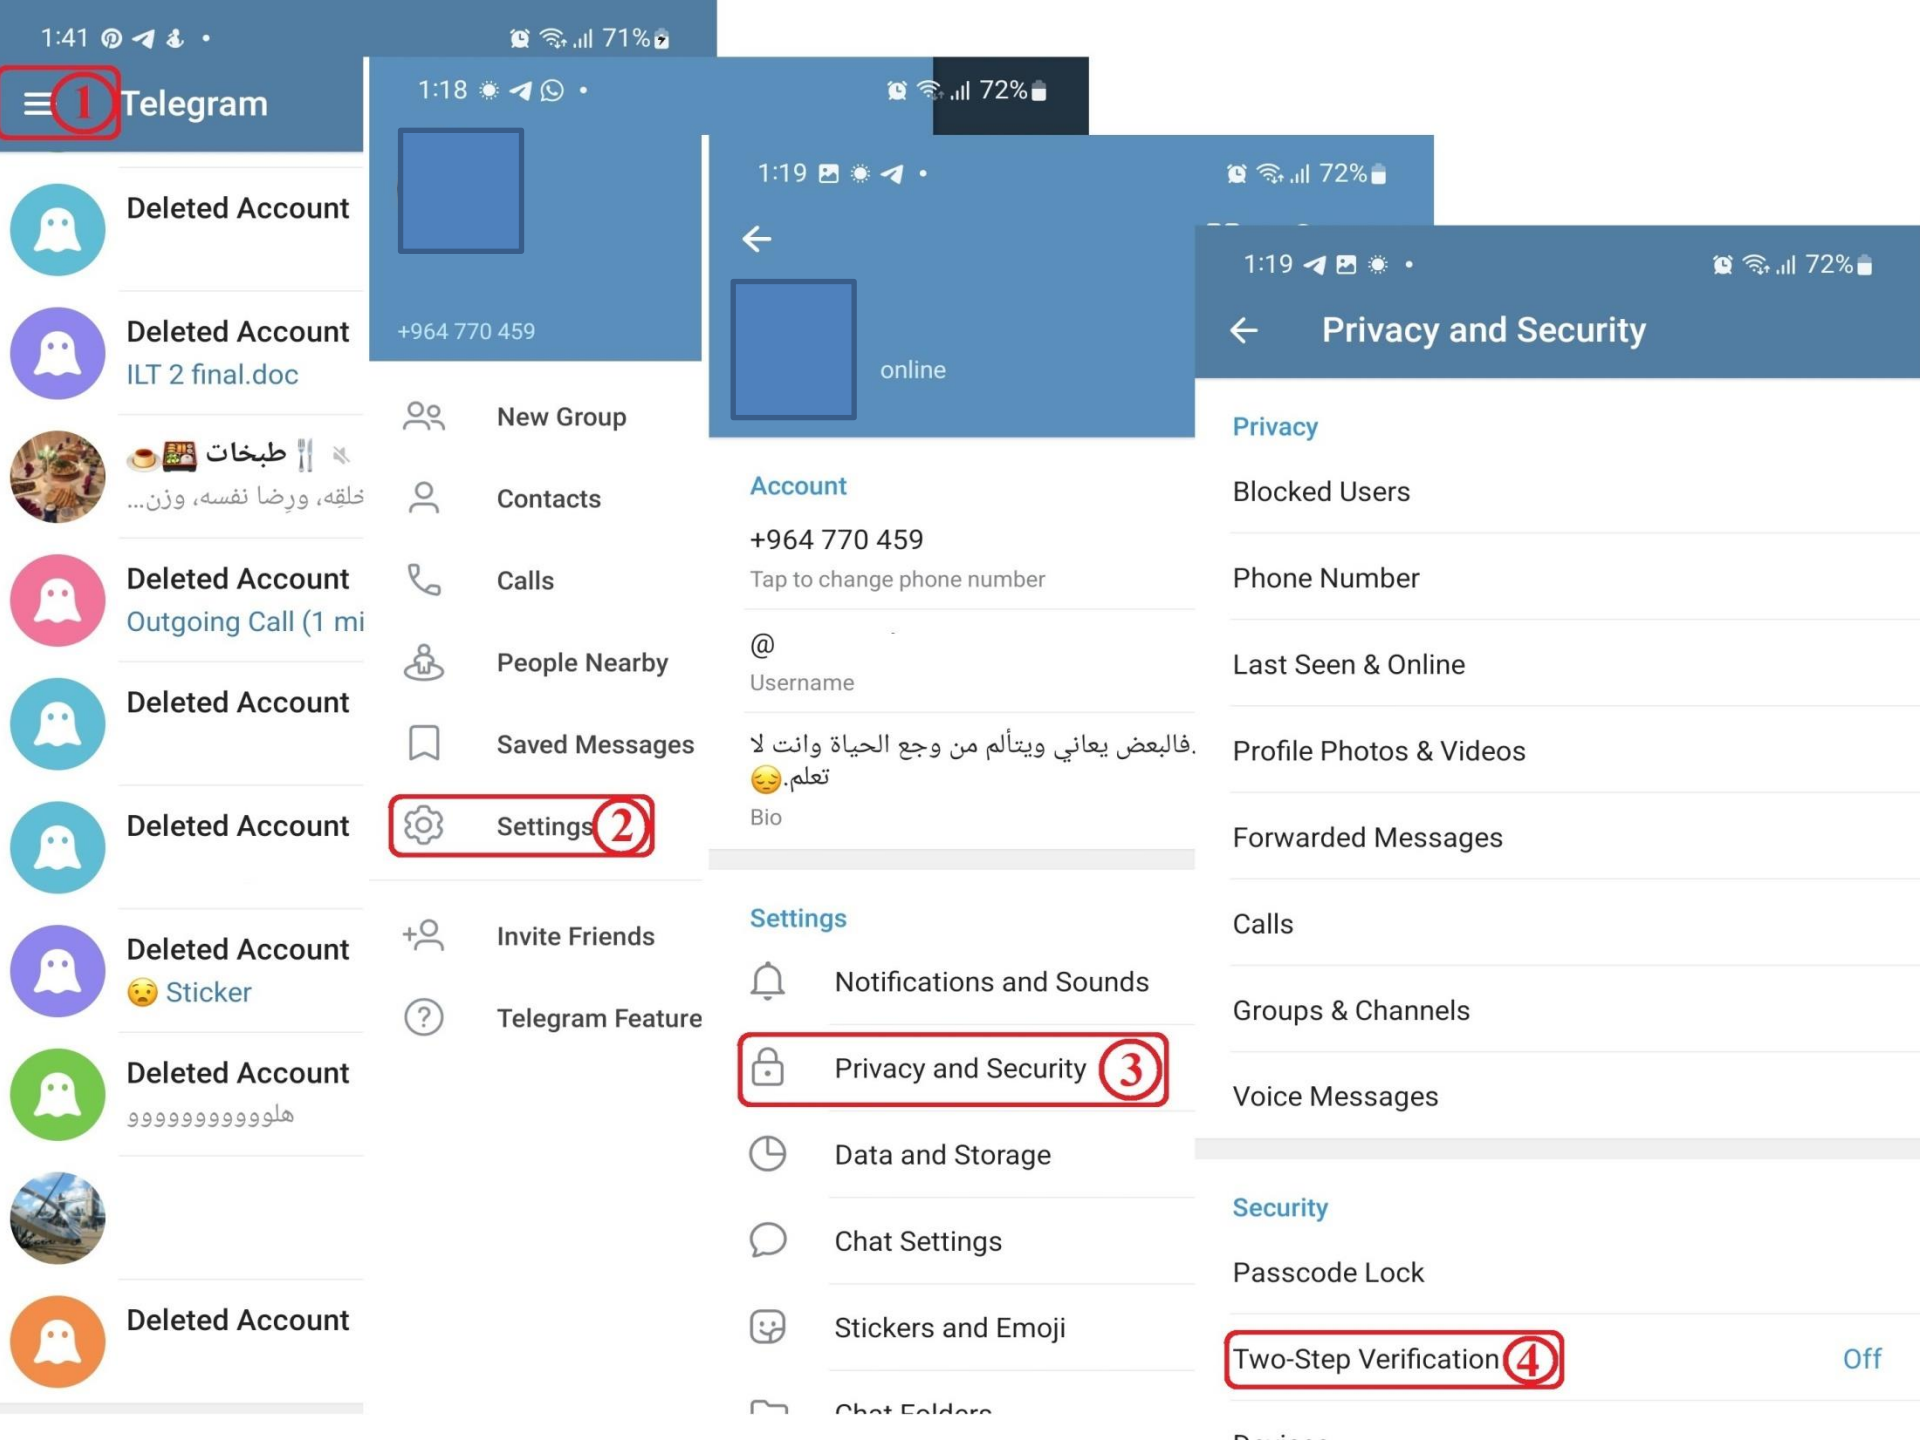 1:41
71%
1
Telegram
Deleted Account
Deleted Account
ILT 2 final.doc
طبخات
خلقِه، ورِضا نفسه، وزن...
Deleted Account
Outgoing Call (1 mi
Deleted Account
Deleted Account
Deleted Account
Sticker
Deleted Account
هلووووووووووو
Deleted Account
1:18
72%
+964 770 459
New Group
Contacts
Calls
People Nearby
Saved Messages
Settings 2
Invite Friends
Telegram Feature
1:19
72%
online
Account
+964 770 459
Tap to change phone number
@
Username
فالبعض يعاني ويتألم من وجع الحياة وانت لا.
تعلم.😔
Bio
Settings
Notifications and Sounds
Privacy and Security 3
Data and Storage
Chat Settings
Stickers and Emoji
Chat Folders
1:19
72%
Privacy and Security
Privacy
Blocked Users
Phone Number
Last Seen & Online
Profile Photos & Videos
Forwarded Messages
Calls
Groups & Channels
Voice Messages
Security
Passcode Lock
Two-Step Verification 4
Off